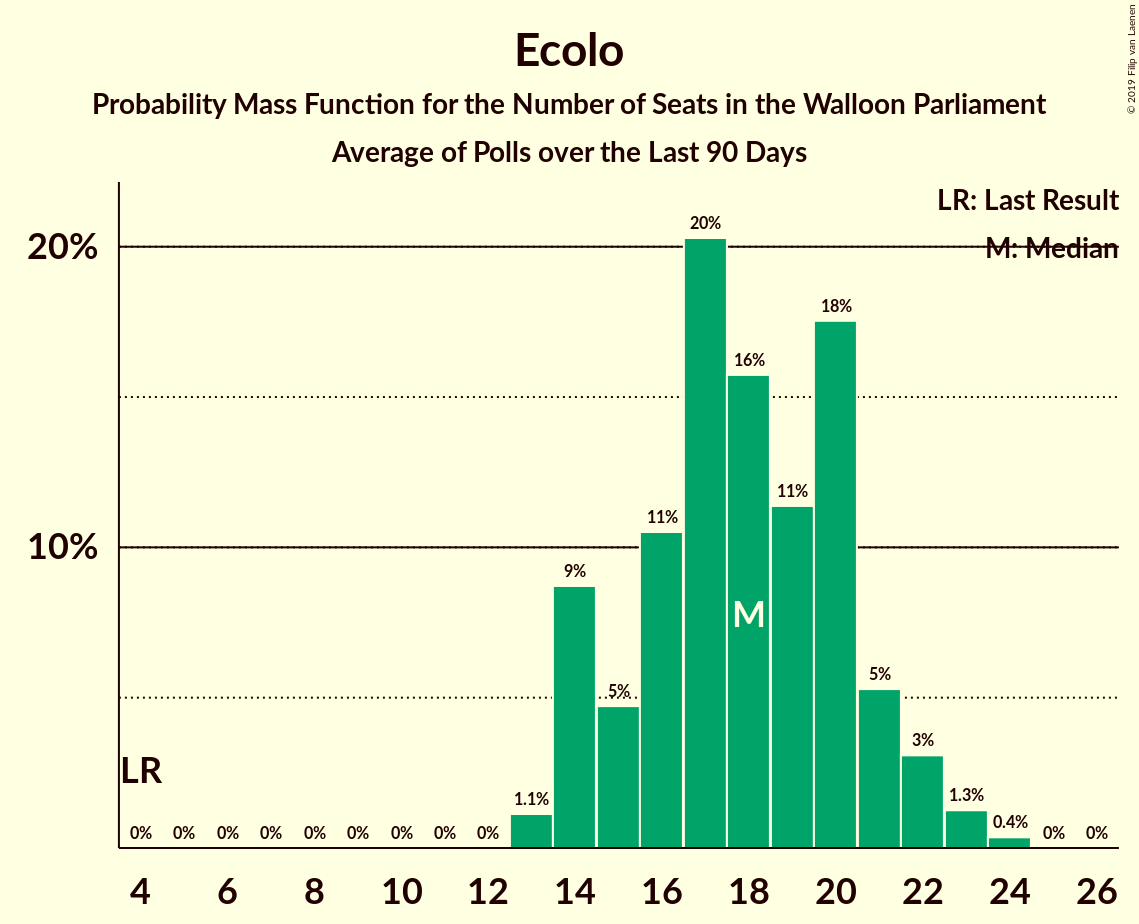 Ecolo
Probability Mass Function for the Number of Seats in the Walloon Parliament
Average of Polls over the Last 90 Days
© 2019 Filip van Laenen
LR: Last Result
M: Median
20%
10%
20%
18%
16%
11%
11%
9%
5%
5%
3%
1.3%
1.1%
0.4%
M
LR
0% 0% 0% 0% 0% 0% 0% 0% 0% 0% 0%
4 6 8 10 12 14 16 18 20 22 24 26